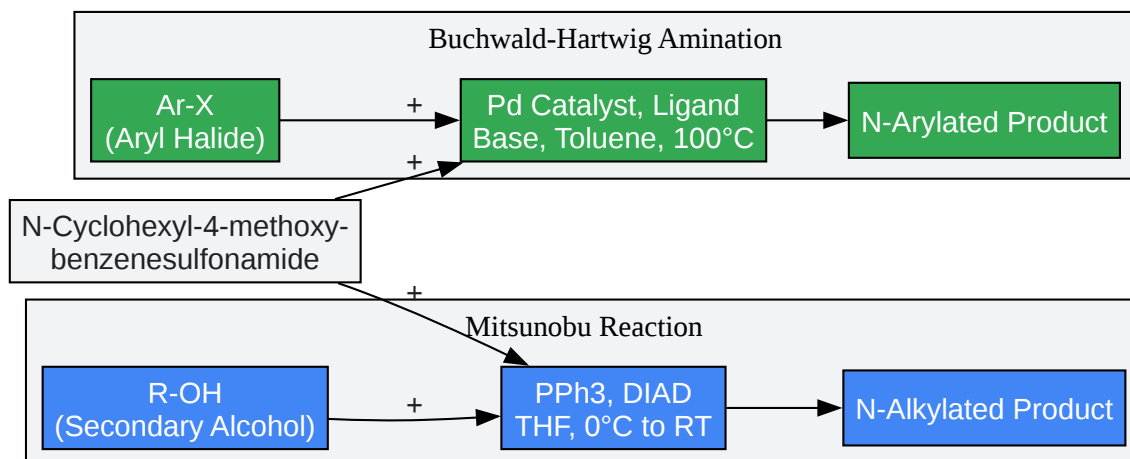 Buchwald-Hartwig Amination
Ar-X
(Aryl Halide)
+
Pd Catalyst, Ligand
Base, Toluene, 100°C
N-Arylated Product
+
N-Cyclohexyl-4-methoxy-
benzenesulfonamide
+
Mitsunobu Reaction
R-OH
(Secondary Alcohol)
+
PPh3, DIAD
THF, 0°C to RT
N-Alkylated Product